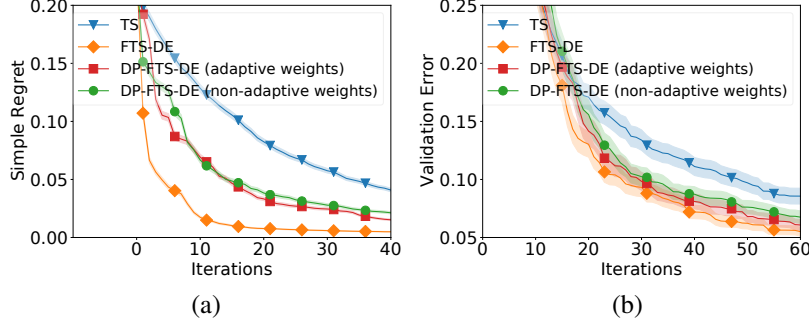 0.20
0.15
0.10
0.05
0.00
Simple Regret
TS
FTS-DE
DP-FTS-DE (adaptive weights)
DP-FTS-DE (non-adaptive weights)
0 10 20 30 40
Iterations
(a)
0.25
0.20
0.15
0.10
0.05
Validation Error
TS
FTS-DE
DP-FTS-DE (adaptive weights)
DP-FTS-DE (non-adaptive weights)
0 10 20 30 40 50 60
Iterations
(b)